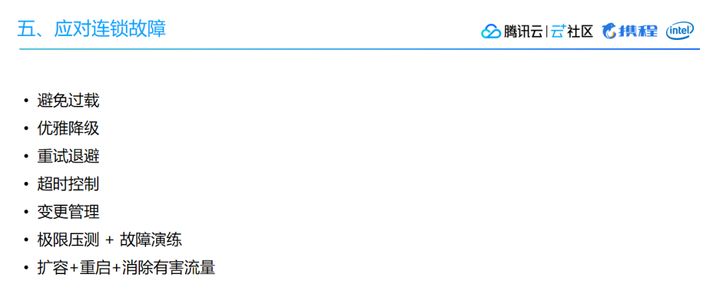 五、应对连锁故障
腾讯云|云+社区 携程 intel
• 避免过载
• 优雅降级
• 重试退避
• 超时控制
• 变更管理
• 极限压测 + 故障演练
• 扩容+重启+消除有害流量